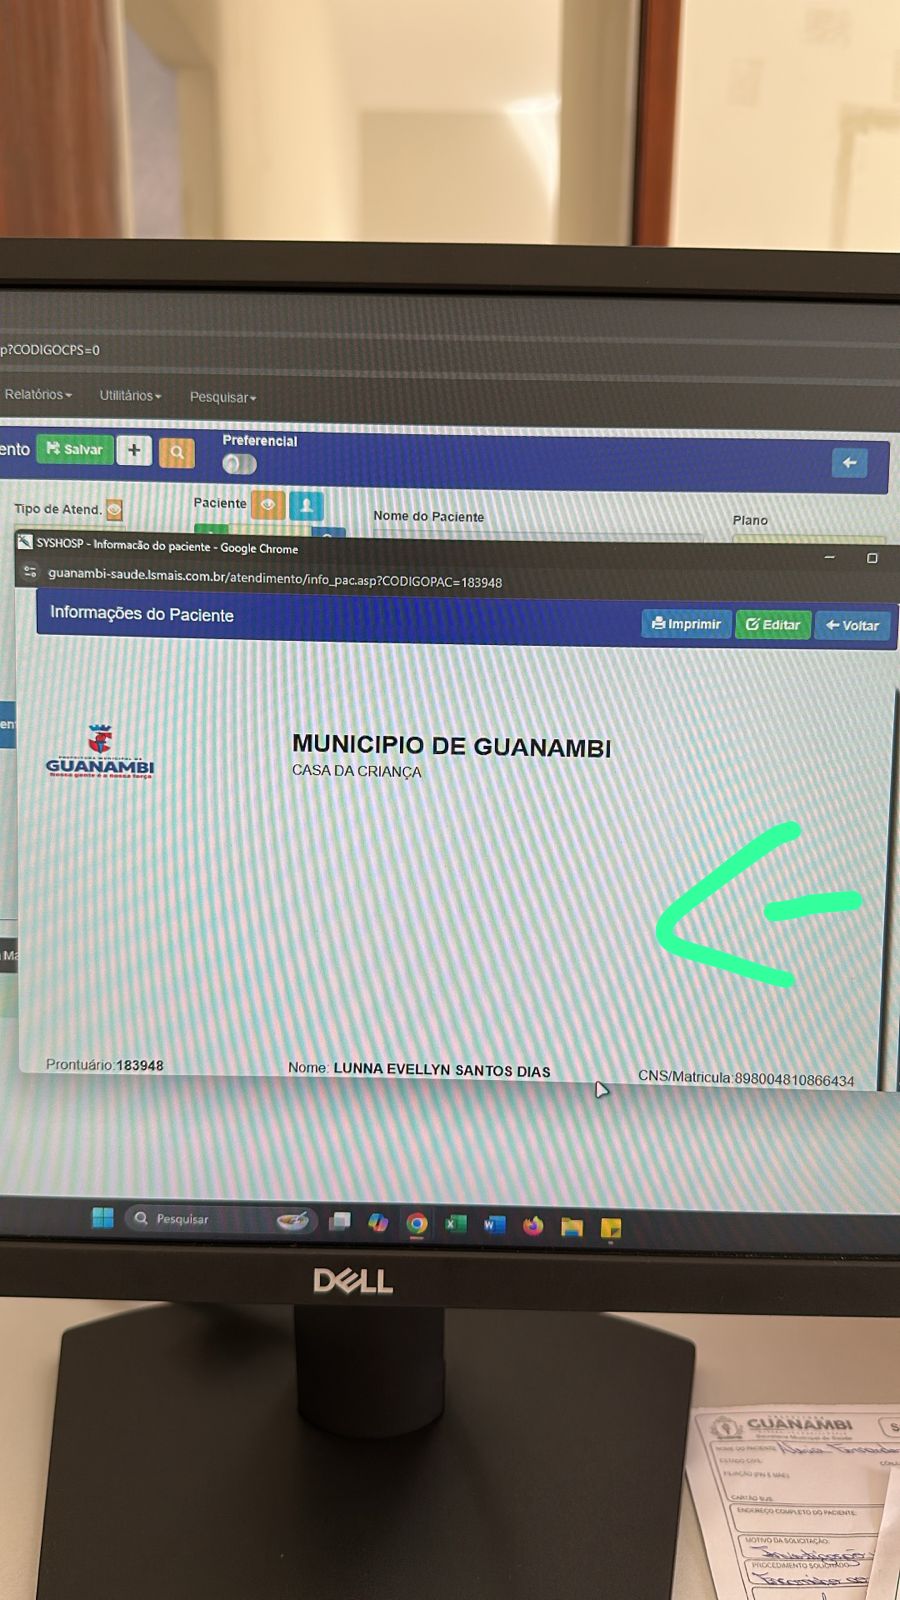 p?CODIGOCPS=0
Relatórios
Utilitários
Pesquisar
ento
Salvar
Preferencial
Tipo de Atend.
Paciente
Nome do Paciente
Plano
SYSHOSP - Informacão do paciente - Google Chrome
guanambi-saude.lsmais.com.br/atendimento/info_pac.asp?CODIGOPAC=183948
Informações do Paciente
Imprimir
Editar
Voltar
PREFEITURA MUNICIPAL DE
GUANAMBI
Nossa gente é a nossa força
MUNICIPIO DE GUANAMBI
CASA DA CRIANÇA
Prontuário:183948
Nome: LUNNA EVELLYN SANTOS DIAS
CNS/Matricula:898004810866434
Pesquisar
DELL
GUANAMBI
Secretaria Municipal de Saúde
NOME DO PACIENTE:
ESTADO CIVIL:
FILIAÇÃO (PAI E MÃE):
CARTÃO SUS:
ENDEREÇO COMPLETO DO PACIENTE:
MOTIVO DA SOLICITAÇÃO:
PROCEDIMENTO SOLICITADO: